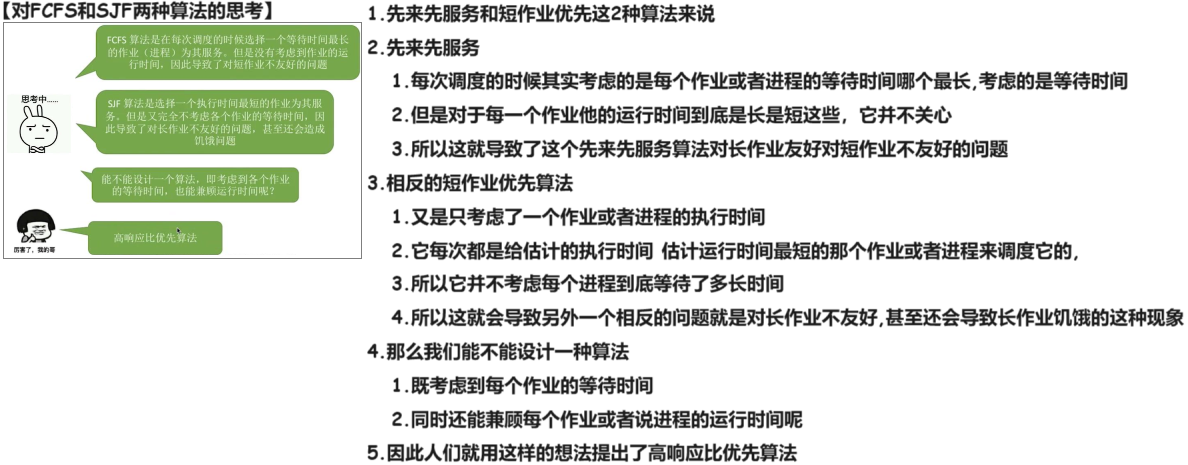 【对FCFS和SJF两种算法的思考】
FCFS 算法是在每次调度的时候选择一个等待时间最长
的作业（进程）为其服务。但是没有考虑到作业的运
行时间，因此导致了对短作业不友好的问题
思考中......
SJF 算法是选择一个执行时间最短的作业为其服
务。但是又完全不考虑各个作业的等待时间，因
此导致了对长作业不友好的问题，甚至还会造成
饥饿问题
能不能设计一个算法，即考虑到各个作业
的等待时间，也能兼顾运行时间呢？
高响应比优先算法
厉害了，我的哥
1.先来先服务和短作业优先这2种算法来说
2.先来先服务
1.每次调度的时候其实考虑的是每个作业或者进程的等待时间哪个最长,考虑的是等待时间
2.但是对于每一个作业他的运行时间到底是长是短这些，它并不关心
3.所以这就导致了这个先来先服务算法对长作业友好对短作业不友好的问题
3.相反的短作业优先算法
1.又是只考虑了一个作业或者进程的执行时间
2.它每次都是给估计的执行时间 估计运行时间最短的那个作业或者进程来调度它的,
3.所以它并不考虑每个进程到底等待了多长时间
4.所以这就会导致另外一个相反的问题就是对长作业不友好,甚至还会导致长作业饥饿的这种现象
4.那么我们能不能设计一种算法
1.既考虑到每个作业的等待时间
2.同时还能兼顾每个作业或者说进程的运行时间呢
5.因此人们就用这样的想法提出了高响应比优先算法